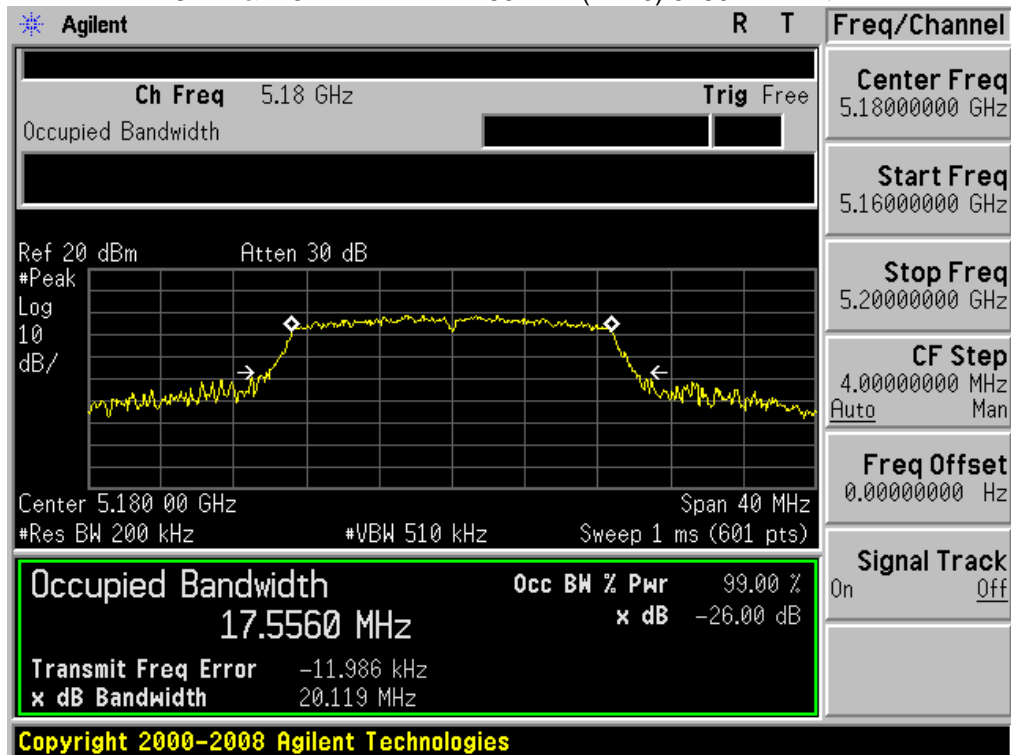 Agilent R T
Freq/Channel
Ch Freq 5.18 GHz Trig Free
Occupied Bandwidth
Center Freq
5.18000000 GHz
Start Freq
5.16000000 GHz
Stop Freq
5.20000000 GHz
CF Step
4.00000000 MHz
Auto Man
Freq Offset
0.00000000 Hz
Signal Track
On Off
Ref 20 dBm Atten 30 dB
#Peak
Log
10
dB/
Center 5.180 00 GHz Span 40 MHz
#Res BW 200 kHz #VBW 510 kHz Sweep 1 ms (601 pts)
Occupied Bandwidth
17.5560 MHz
Occ BW % Pwr 99.00 %
x dB -26.00 dB
Transmit Freq Error -11.986 kHz
x dB Bandwidth 20.119 MHz
Copyright 2000-2008 Agilent Technologies